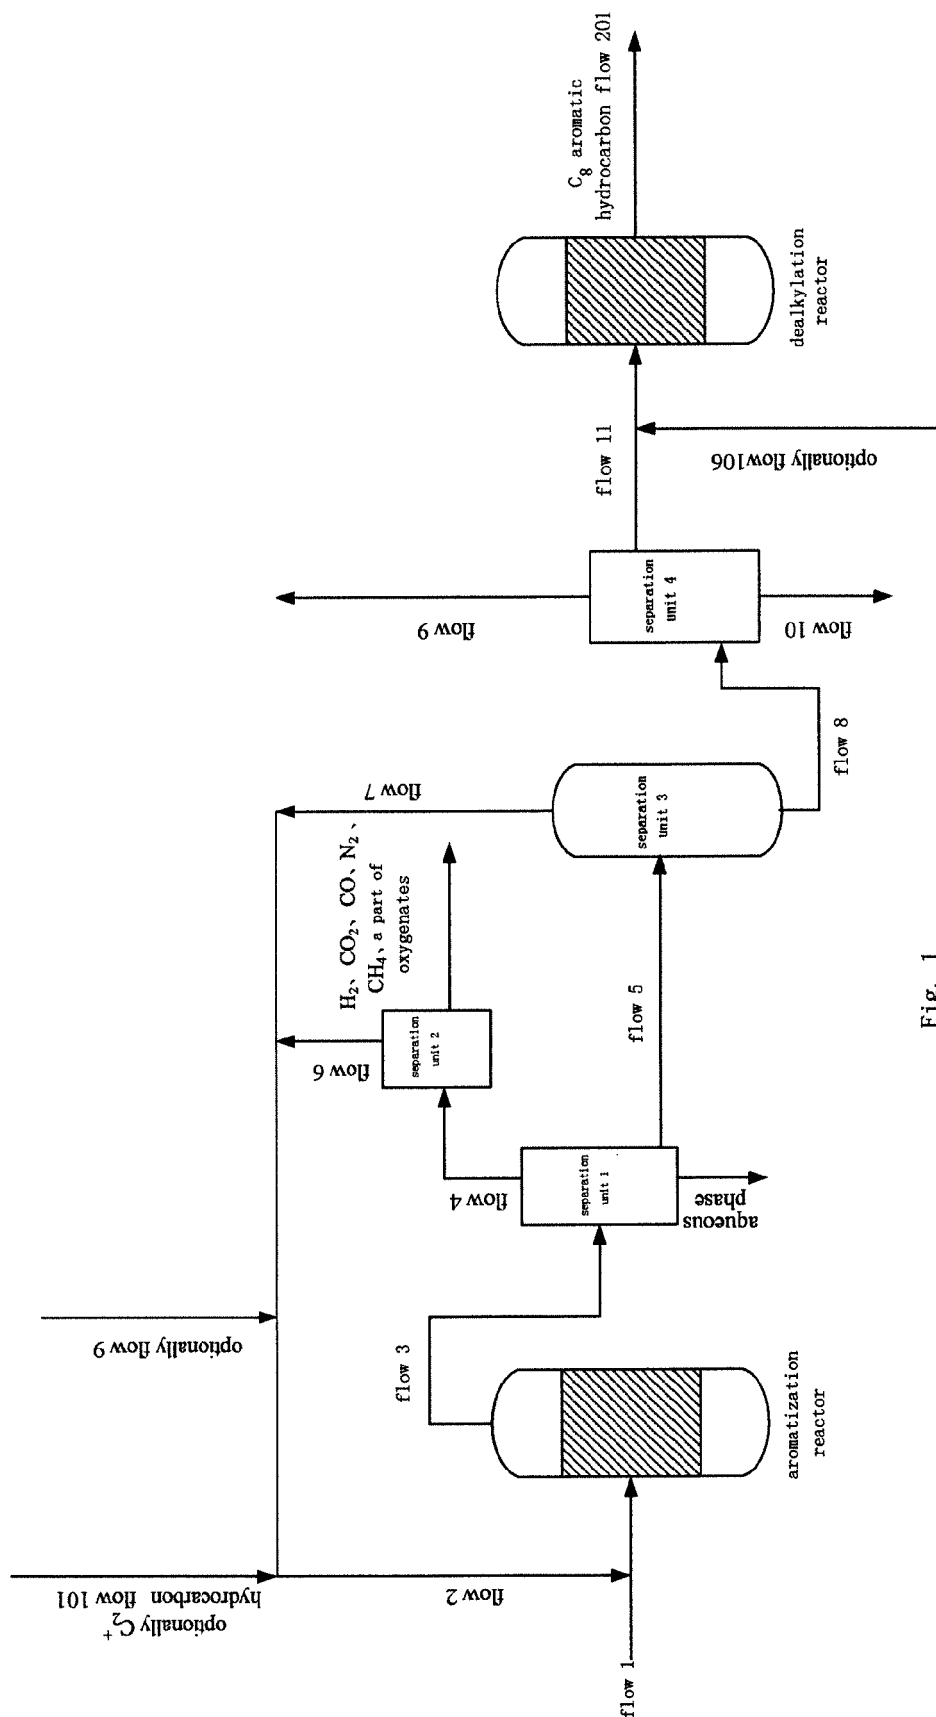 optionally C₂⁺
hydrocarbon flow 101
flow 1
flow 2
aromatization
reactor
flow 3
optionally flow 9
separation
unit 1
aqueous
phase
flow 4
separation
unit 2
flow 6
H₂、CO₂、CO、N₂、
CH₄、a part of
oxygenates
flow 5
separation
unit 3
flow 7
flow 8
separation
unit 4
flow 9
flow 10
flow 11
optionally flow106
dealkylation
reactor
C₈ aromatic
hydrocarbon flow 201
Fig. 1